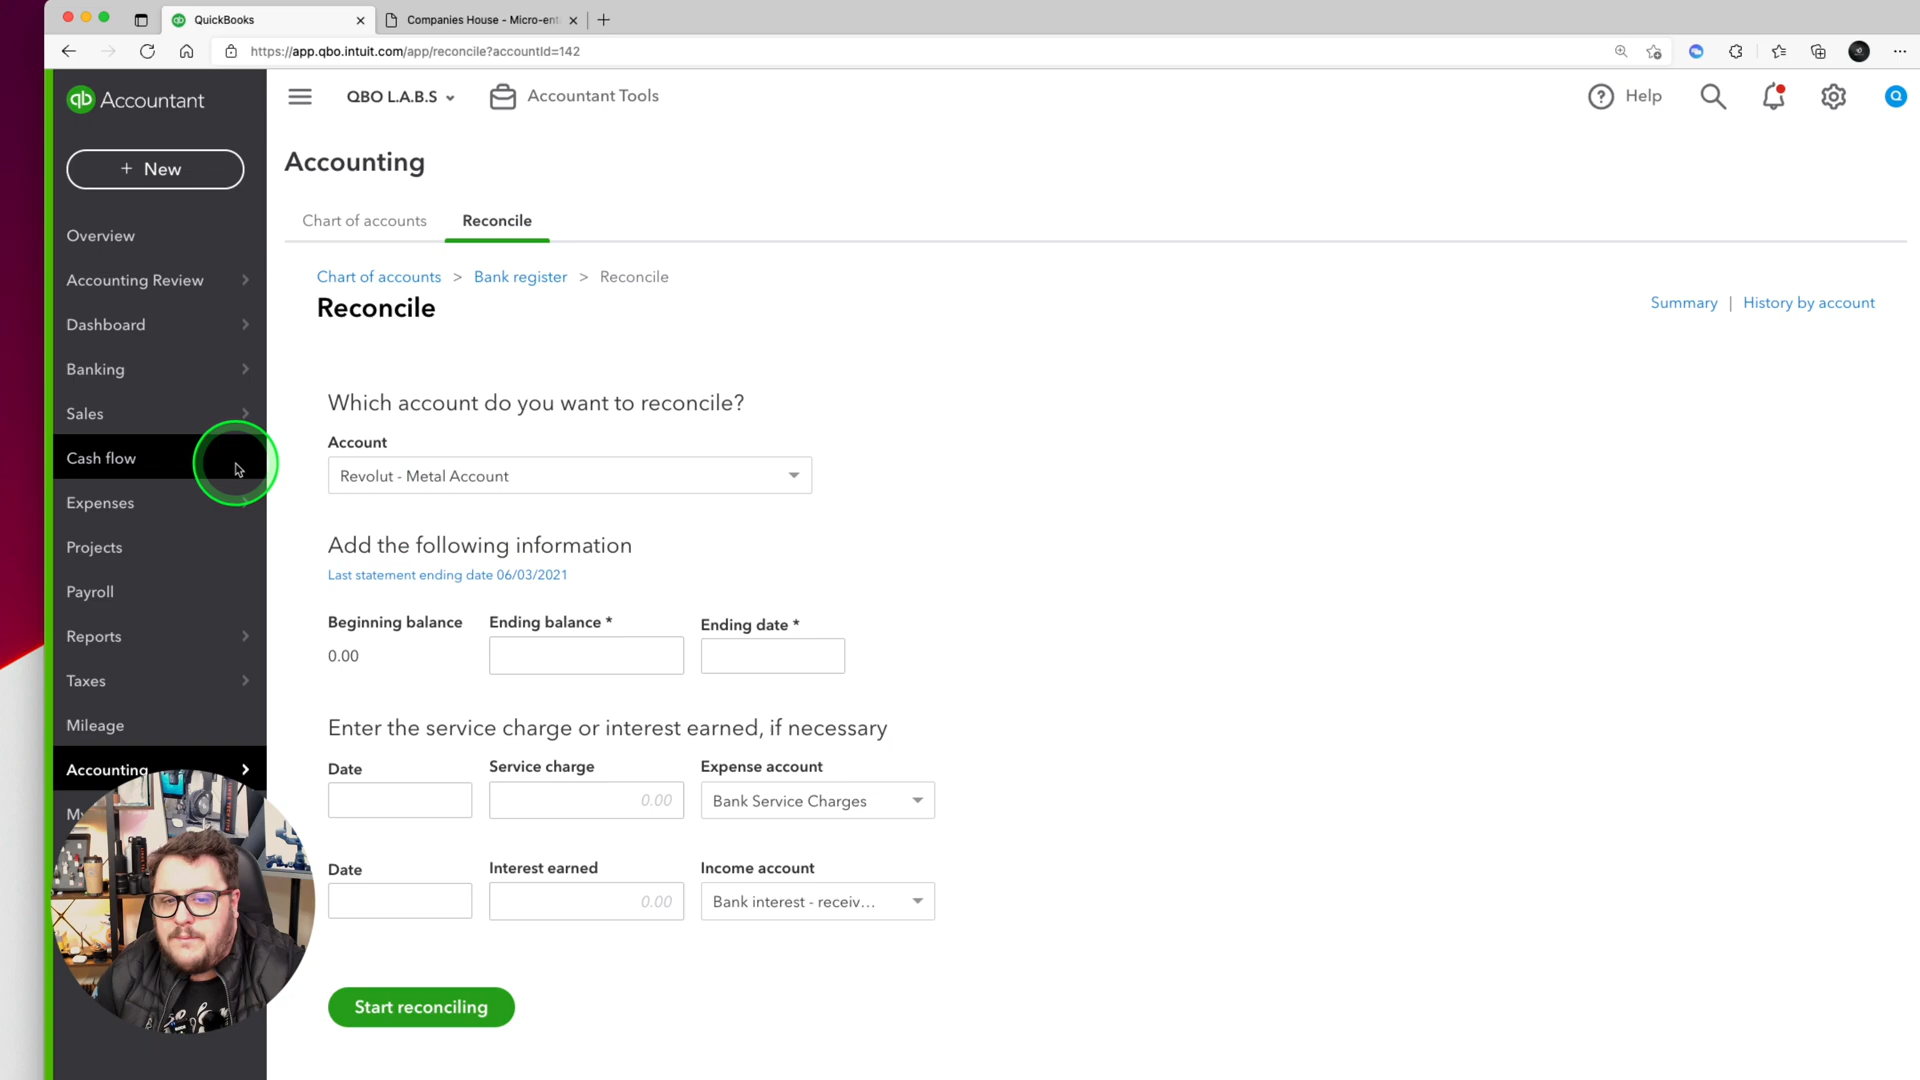 QuickBooks
Companies House - Micro-ent
https://app.qbo.intuit.com/app/reconcile?accountId=142
qb Accountant
QBO L.A.B.S
Accountant Tools
Help
Q
+ New
Accounting
Chart of accounts
Reconcile
Overview
Accounting Review
Dashboard
Banking
Sales
Cash flow
Expenses
Projects
Payroll
Reports
Taxes
Mileage
Accounting
My
Chart of accounts > Bank register > Reconcile
Reconcile
Summary | History by account
Which account do you want to reconcile?
Account
Revolut - Metal Account
Add the following information
Last statement ending date 06/03/2021
Beginning balance
Ending balance *
Ending date *
0.00
Enter the service charge or interest earned, if necessary
Date
Service charge
Expense account
0.00
Bank Service Charges
Date
Interest earned
Income account
0.00
Bank interest - receiv...
Start reconciling